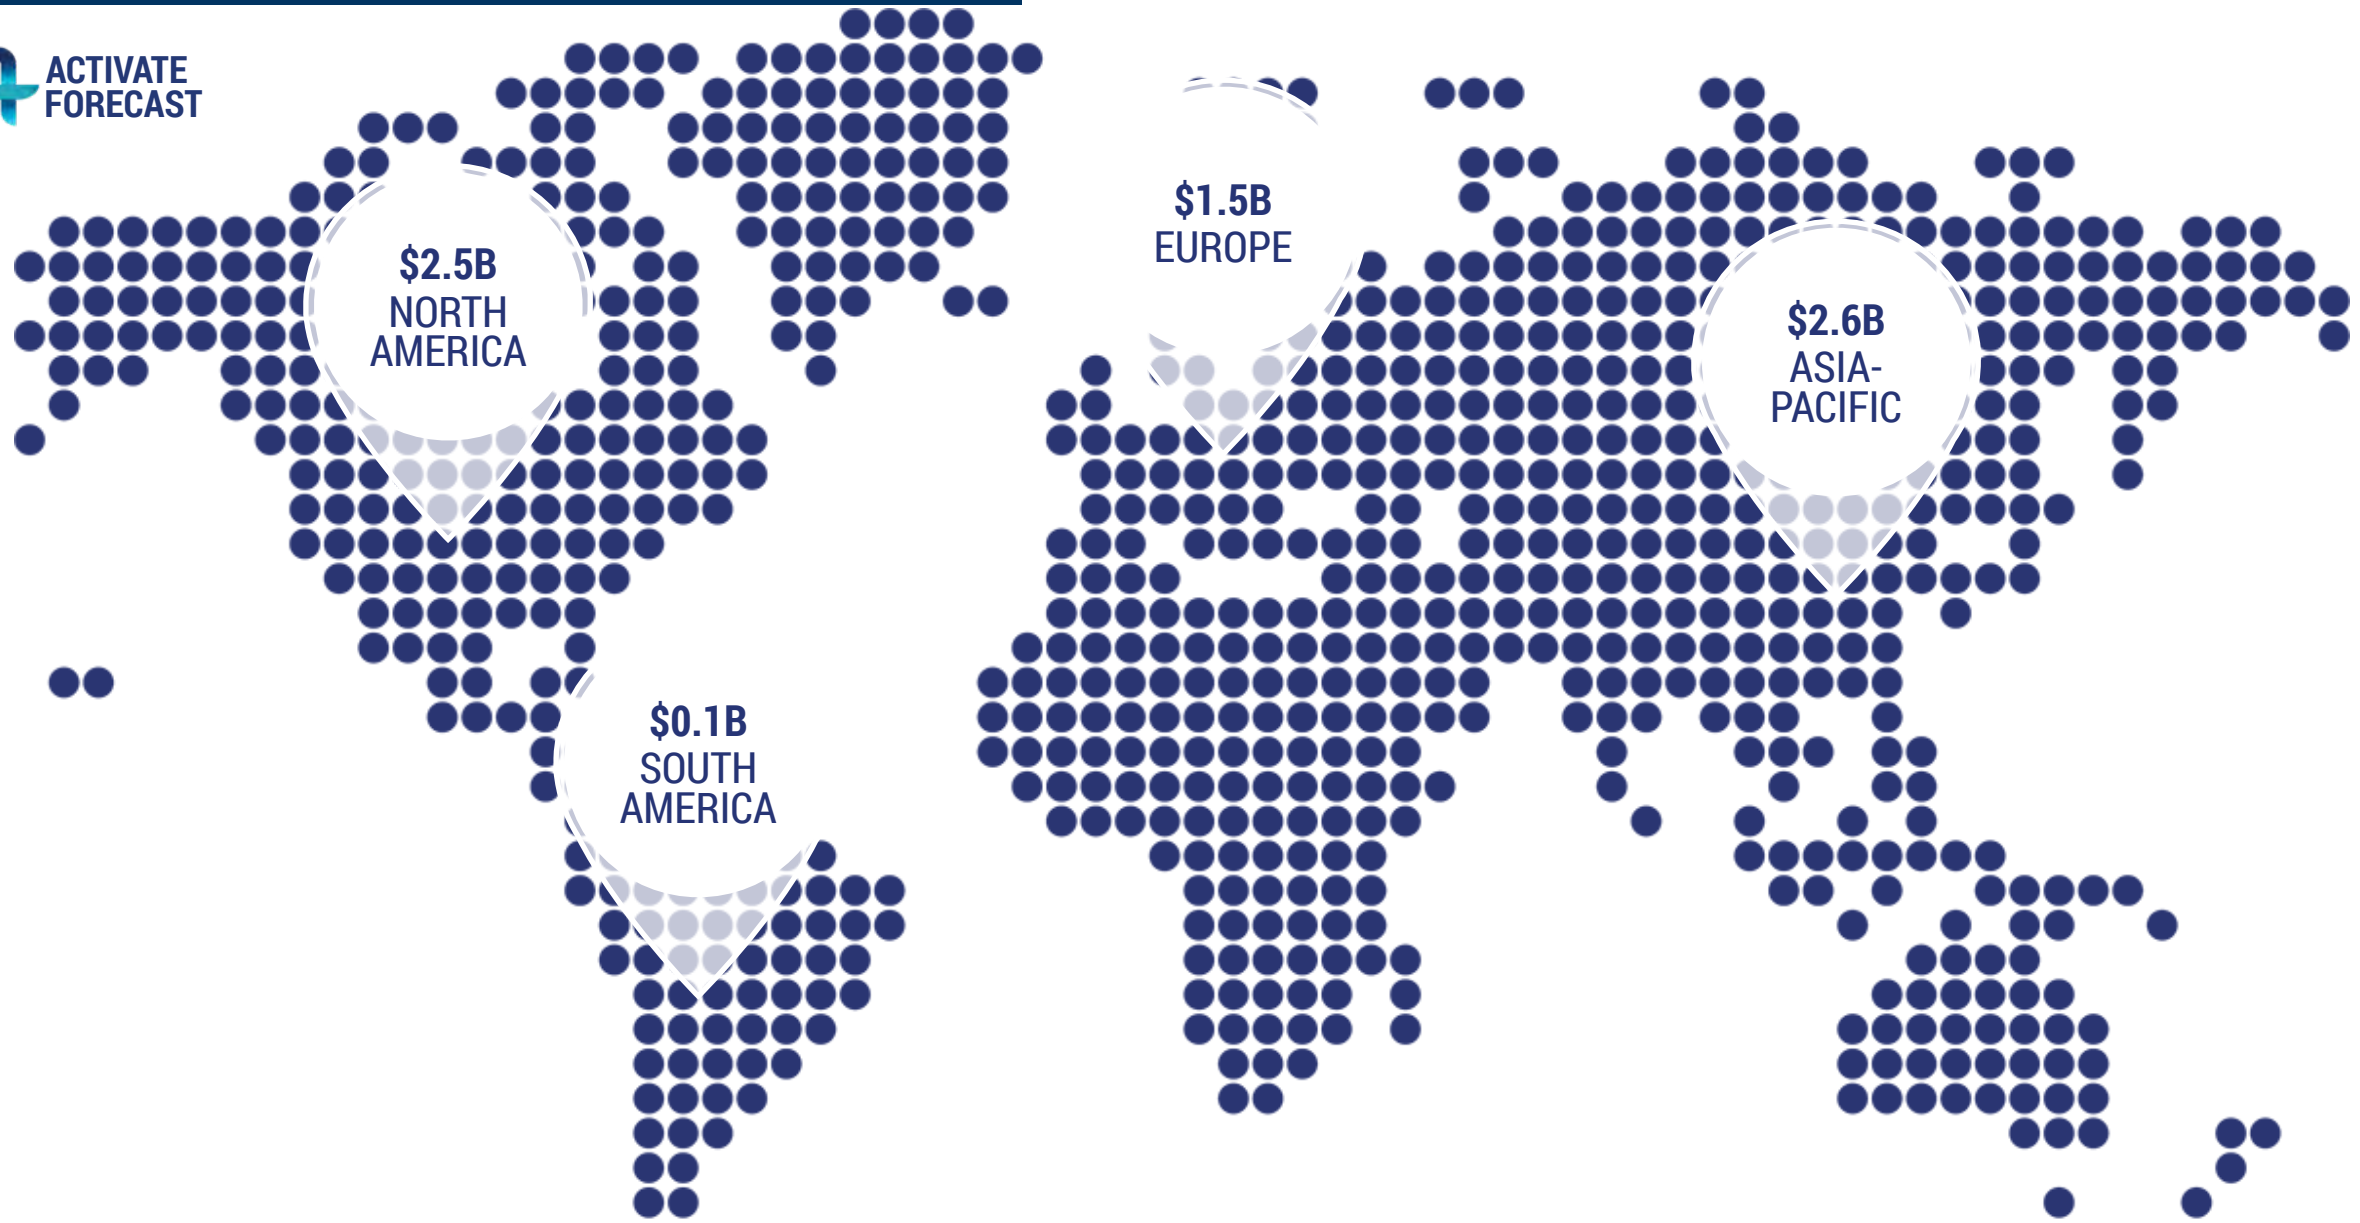 ACTIVATE
FORECAST
$2.5B
NORTH
AMERICA
$1.5B
EUROPE
$2.6B
ASIA-
PACIFIC
$0.1B
SOUTH
AMERICA